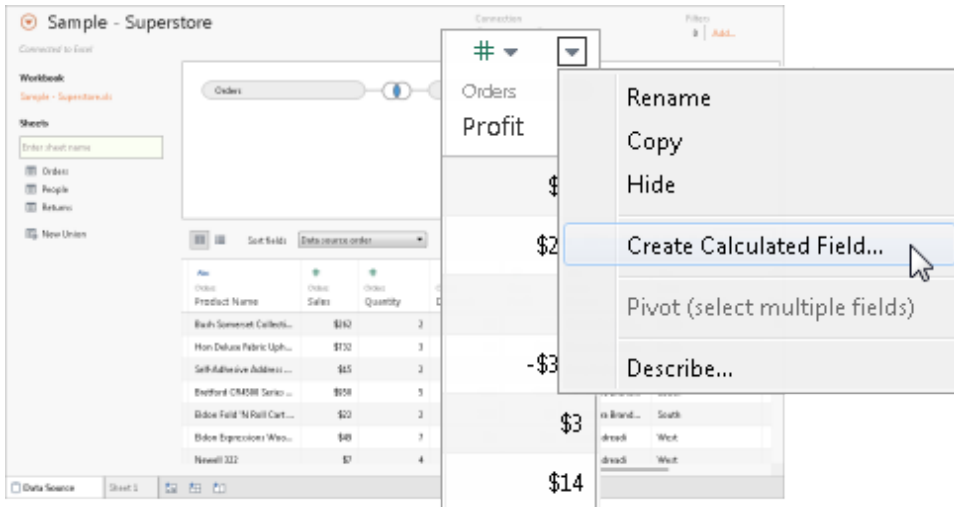 Sample - Superstore
Connection
Filters
0 Add...
Connected to Excel
Workbook
Sample - Superstore.xls
Sheets
Enter sheet name
Orders
People
Returns
New Union
Orders
Sort fields Data source order
Abc
Orders Orders Orders
Product Name Sales Quantity
Bush Somerset Collecti... $262 2
Hon Deluxe Fabric Uph... $732 3
Self-Adhesive Address ... $15 2
Bretford CR4500 Series ... $958 5
Eldon Fold 'N Roll Cart ... $22 2
Eldon Expressions Woo... $49 7
Newell 322 $7 4
Orders
Profit
$
$2
-$3
$3
$14
Rename
Copy
Hide
Create Calculated Field...
Pivot (select multiple fields)
Describe...
Brand... South
West
West
Data Source Sheet 1